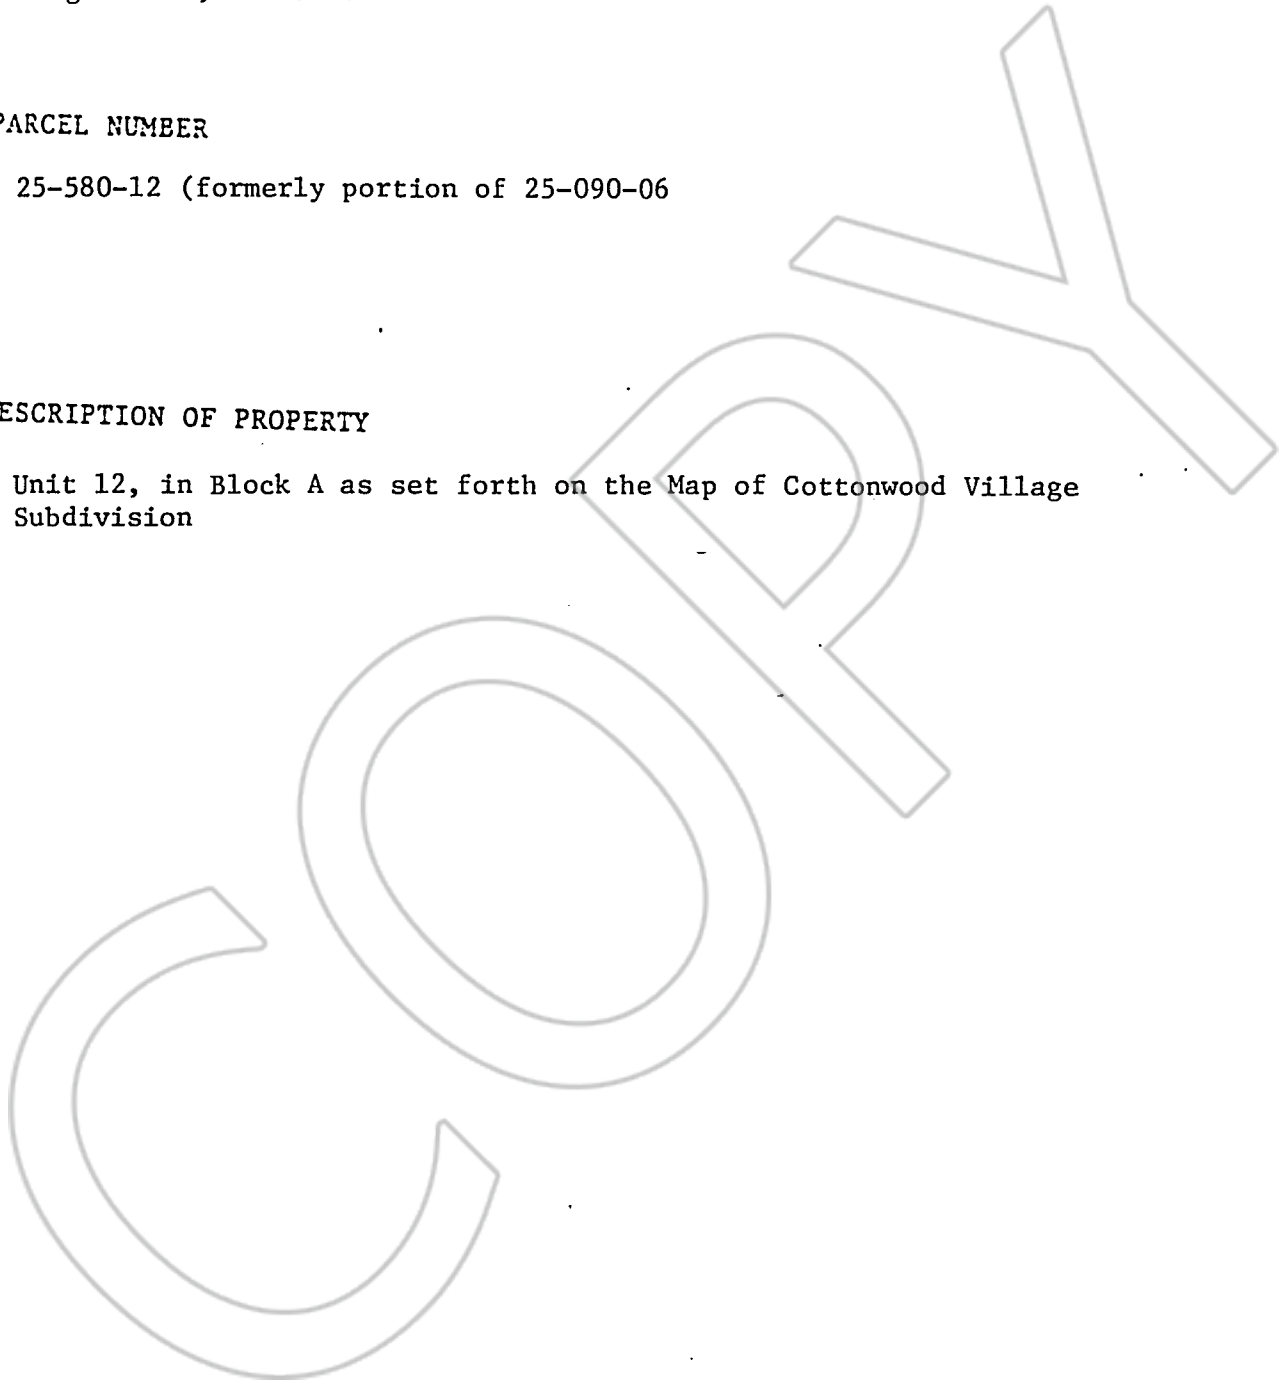 PARCEL NUMBER
25-580-12 (formerly portion of 25-090-06
ESCRIPTION OF PROPERTY
Unit 12, in Block A as set forth on the Map of Cottonwood Village
Subdivision
COPY